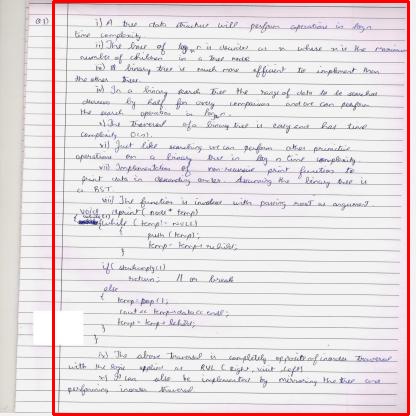 Q1) i) A tree data structure will perform operations in logn
time complexity.
ii) The base of logn is denoted as x where x is the maximum
number of children in a tree node
iii) A binary tree is much more efficient to implement than
the other trees.
iv) In a binary search tree the range of data to be searched
decreases by half for every comparison and we can perform
the search operation in log n.
v) The traversal of a binary tree is easy and has time
complexity O(n).
vi) Just like searching we can perform other primitive
operations on a binary tree in log n time complexity
vii) Implementation of non-recursive print function to
print data in descending order. Assuming the binary tree is
a BST.
viii) The function is invoked with passing root as argument.
void dprint (node * temp)
{ while (temp != NULL)
{
push (temp);
temp = temp->rchild;
}
if (stackempty())
return; // or break
else
{
temp = pop();
cout << temp->data << endl;
temp = temp->lchild;
}
}
ix) The above traversal is completely opposite of inorder traversal
with the logic applied as RVL (Right, visit, left)
x) It can also be implemented by mirroring the tree and
performing inorder traversal